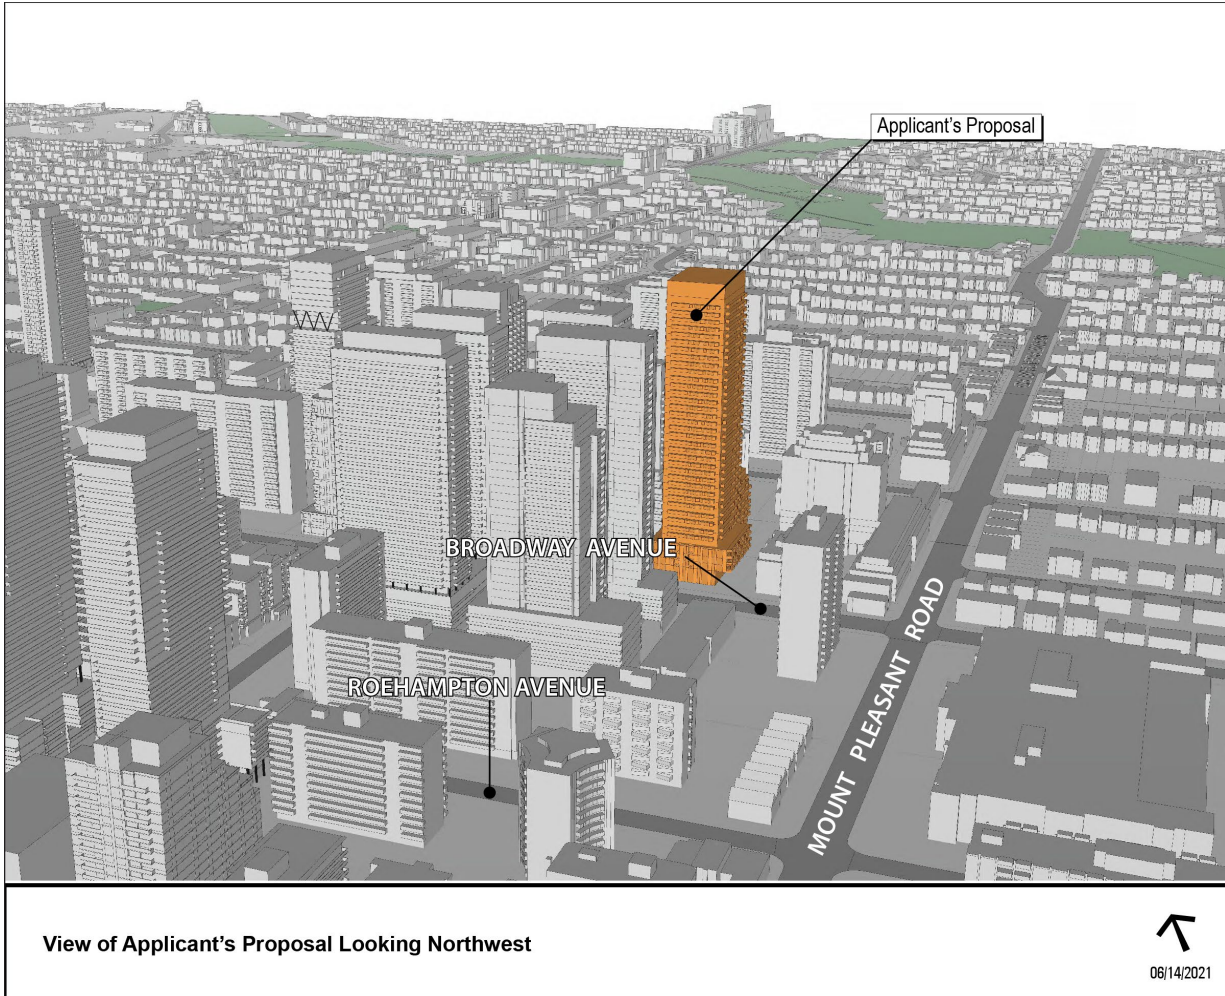 Applicant's Proposal
BROADWAY AVENUE
ROEHAMPTON AVENUE
MOUNT PLEASANT ROAD
View of Applicant's Proposal Looking Northwest
06/14/2021